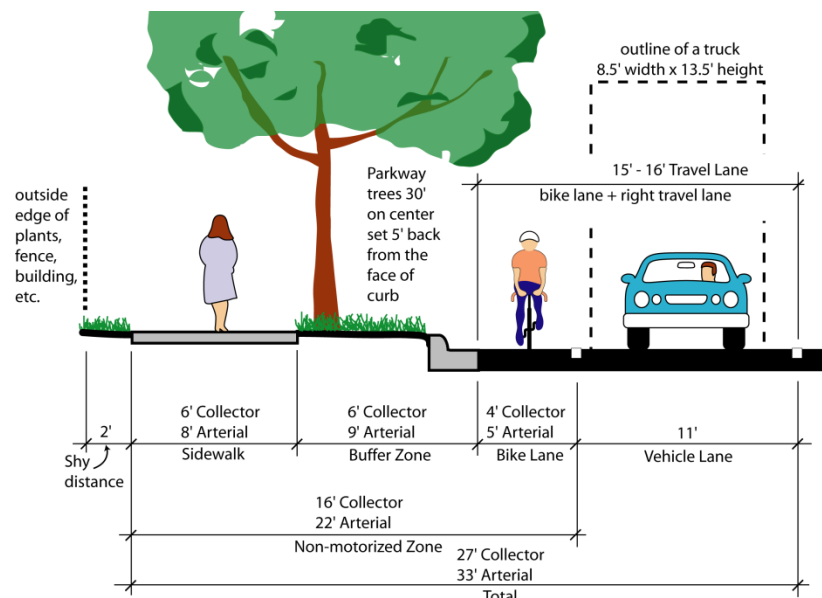 outline of a truck
8.5' width x 13.5' height
15' - 16' Travel Lane
bike lane + right travel lane
outside
edge of
plants,
fence,
building,
etc.
Parkway
trees 30'
on center
set 5' back
from the
face of
curb
2'
Shy
distance
6' Collector
8' Arterial
Sidewalk
6' Collector
9' Arterial
Buffer Zone
4' Collector
5' Arterial
Bike Lane
11'
Vehicle Lane
16' Collector
22' Arterial
Non-motorized Zone
27' Collector
33' Arterial
Total